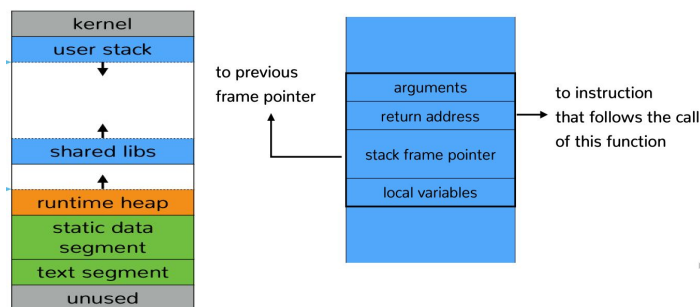 kernel
user stack
shared libs
runtime heap
static data
segment
text segment
unused
to previous
frame pointer
arguments
return address
stack frame pointer
local variables
to instruction
that follows the call
of this function